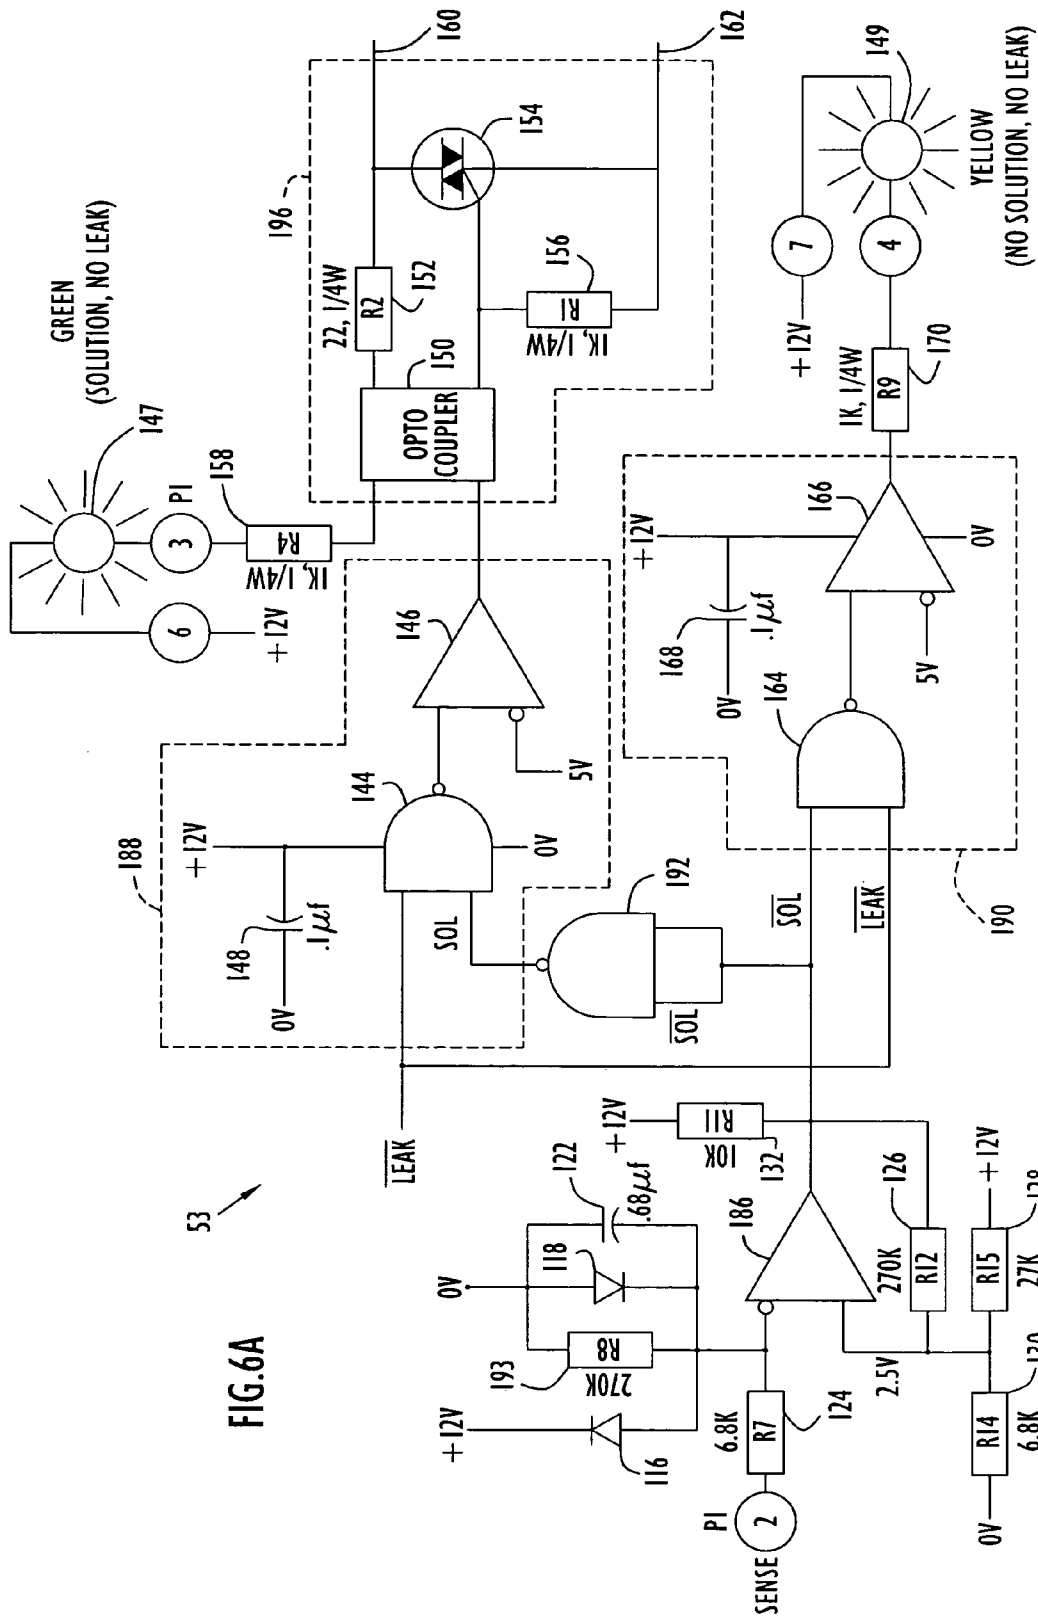 FIG.6A
53
GREEN
(SOLUTION, NO LEAK)
147
PI
3
6
+12V
158
R4
1K, 1/4W
196
22, 1/4W
R2
152
150
OPTO
COUPLER
154
156
R1
1K, 1/4W
160
162
188
+12V
148
.1µf
0V
144
0V
146
5V
SOL
192
SOL
LEAK
+12V
R11
10K
132
0V
122
.68µf
118
193
R8
270K
+12V
116
186
SENSE
PI
2
6.8K
R7
124
2.5V
126
270K
R12
0V
R14
6.8K
R15
27K
+12V
SOL
LEAK
190
164
0V
168
.1µf
+12V
166
0V
5V
1K, 1/4W
R9
170
+12V
7
4
149
YELLOW
(NO SOLUTION, NO LEAK)